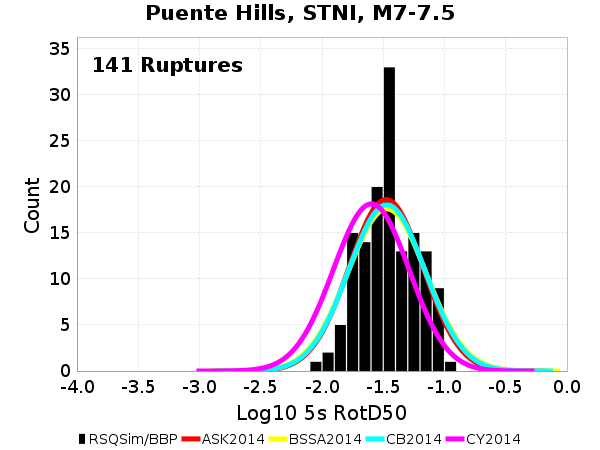 Puente Hills, STNI, M7-7.5
141 Ruptures
Count
35
30
25
20
15
10
5
0
-4.0 -3.5 -3.0 -2.5 -2.0 -1.5 -1.0 -0.5 0.0
Log10 5s RotD50
RSQSim/BBP ASK2014 BSSA2014 CB2014 CY2014